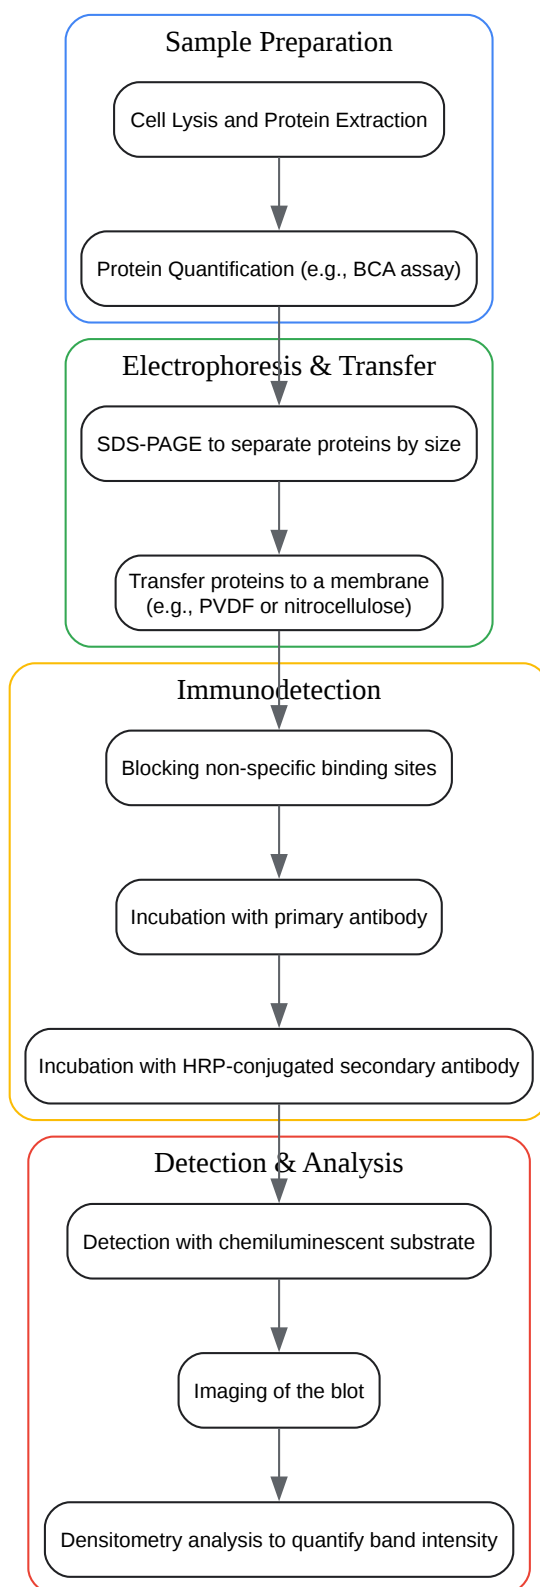 Sample Preparation
Cell Lysis and Protein Extraction
Protein Quantification (e.g., BCA assay)
Electrophoresis & Transfer
SDS-PAGE to separate proteins by size
Transfer proteins to a membrane
(e.g., PVDF or nitrocellulose)
Immunodetection
Blocking non-specific binding sites
Incubation with primary antibody
Incubation with HRP-conjugated secondary antibody
Detection & Analysis
Detection with chemiluminescent substrate
Imaging of the blot
Densitometry analysis to quantify band intensity